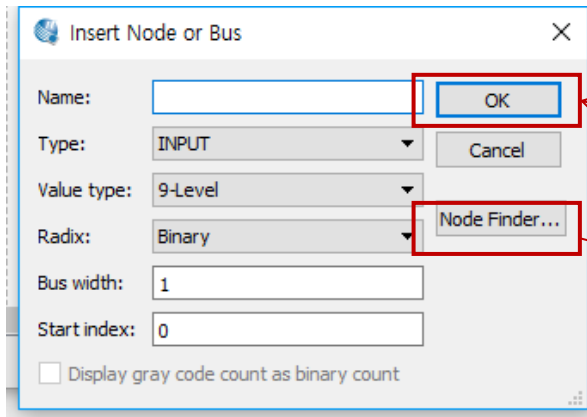 Insert Node or Bus
Name:
OK
Type: INPUT
Cancel
Value type: 9-Level
Node Finder...
Radix: Binary
Bus width: 1
Start index: 0
Display gray code count as binary count